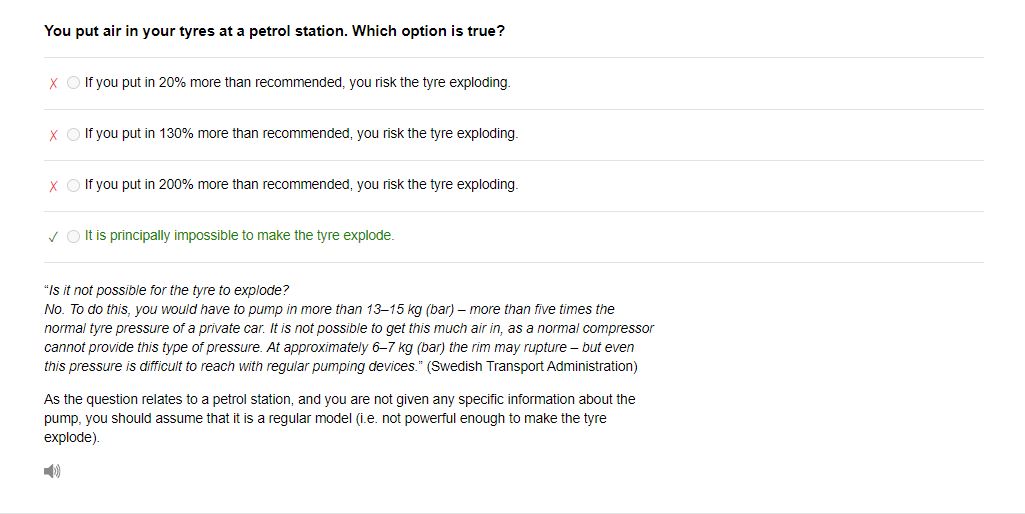 You put air in your tyres at a petrol station. Which option is true?
If you put in 20% more than recommended, you risk the tyre exploding.
If you put in 130% more than recommended, you risk the tyre exploding.
If you put in 200% more than recommended, you risk the tyre exploding.
It is principally impossible to make the tyre explode.
“Is it not possible for the tyre to explode?
No. To do this, you would have to pump in more than 13–15 kg (bar) – more than five times the
normal tyre pressure of a private car. It is not possible to get this much air in, as a normal compressor
cannot provide this type of pressure. At approximately 6–7 kg (bar) the rim may rupture – but even
this pressure is difficult to reach with regular pumping devices.” (Swedish Transport Administration)
As the question relates to a petrol station, and you are not given any specific information about the
pump, you should assume that it is a regular model (i.e. not powerful enough to make the tyre
explode).